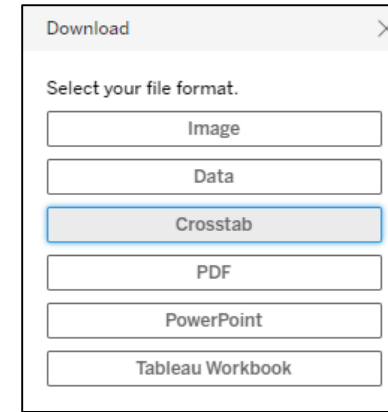 Download
Select your file format.
Image
Data
Crosstab
PDF
PowerPoint
Tableau Workbook